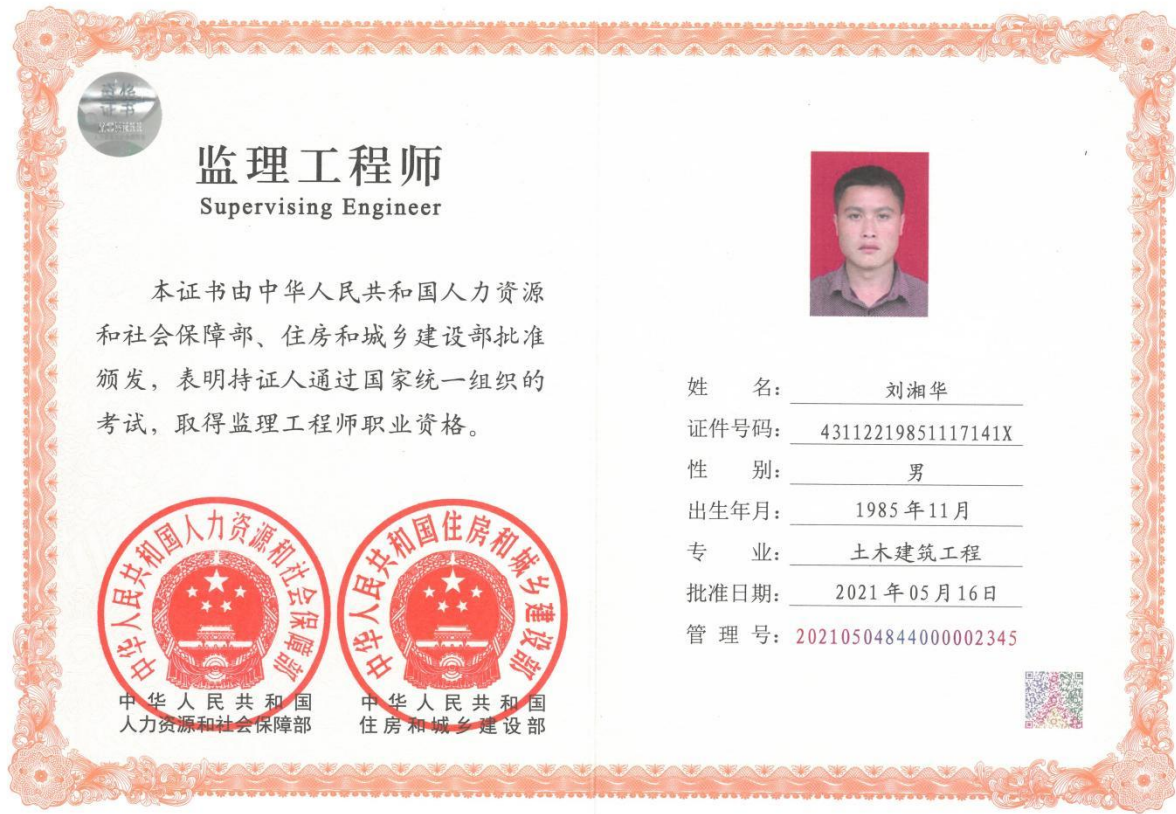 资格
证书
监理工程师
Supervising Engineer
本证书由中华人民共和国人力资源
和社会保障部、住房和城乡建设部批准
颁发，表明持证人通过国家统一组织的
考试，取得监理工程师职业资格。
中华人民共和国人力资源和社会保障部
中华人民共和国住房和城乡建设部
中华人民共和国
人力资源和社会保障部
中华人民共和国
住房和城乡建设部
姓 名：刘湘华
证件号码：43112219851117141X
性 别：男
出生年月：1985年11月
专 业：土木建筑工程
批准日期：2021年05月16日
管 理 号：20210504844000002345